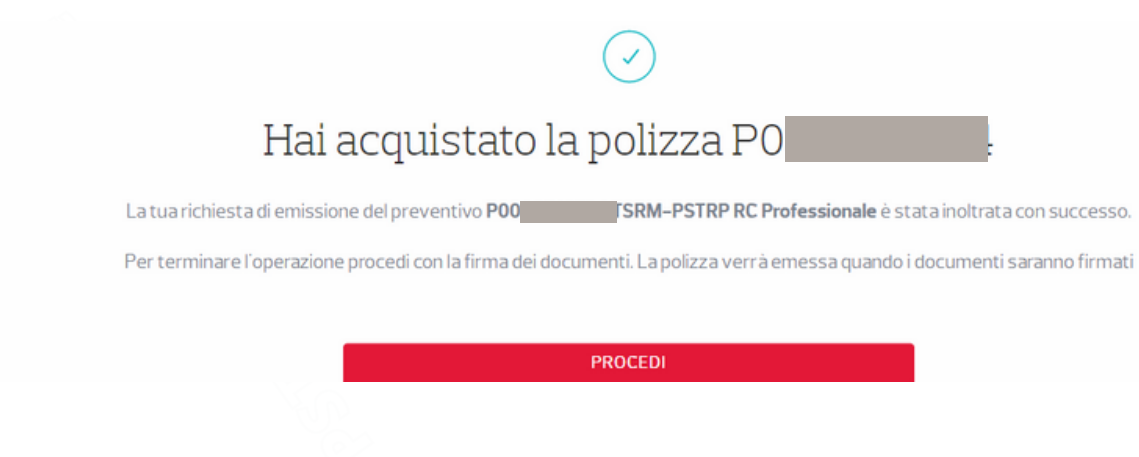 Hai acquistato la polizza P0
La tua richiesta di emissione del preventivo P00 TSRM-PSTRP RC Professionale è stata inoltrata con successo.
Per terminare l'operazione procedi con la firma dei documenti. La polizza verrà emessa quando i documenti saranno firmati
PROCEDI